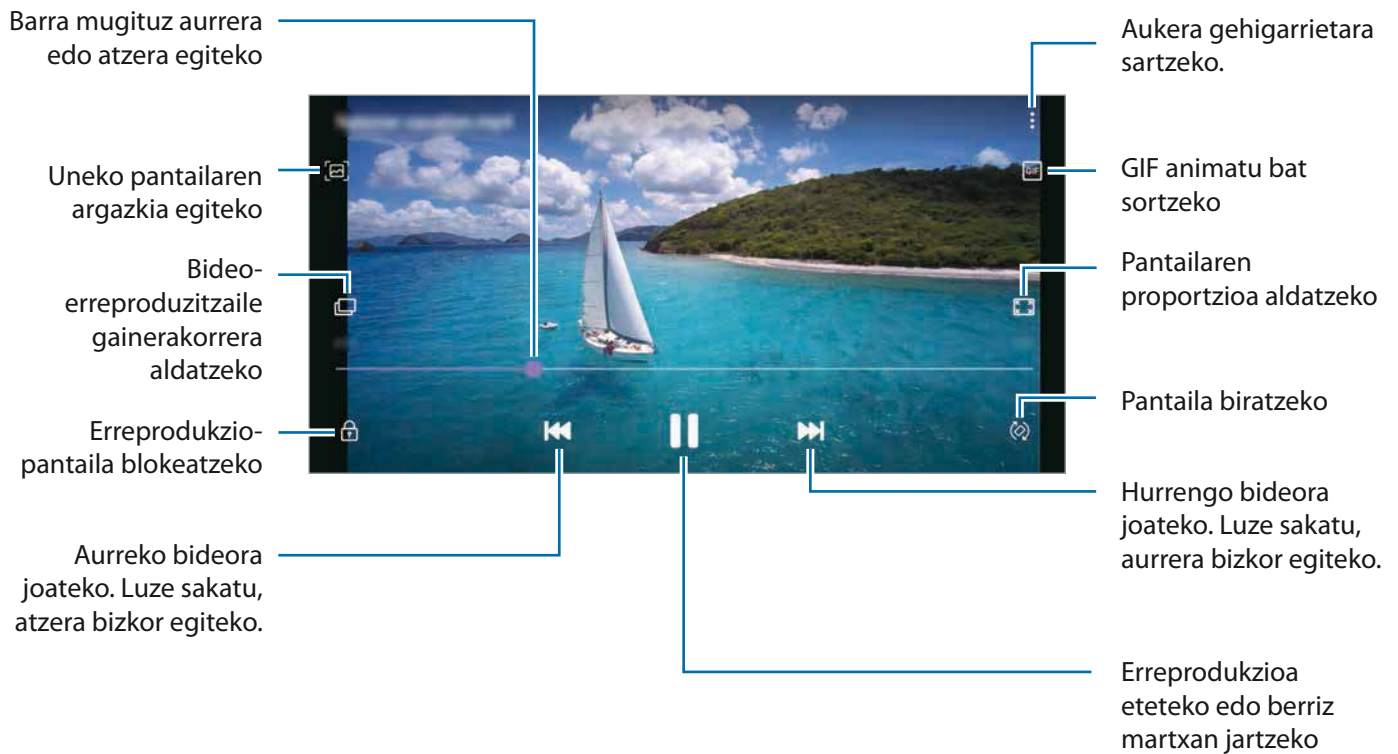 Barra mugituz aurrera
edo atzera egiteko
Uneko pantailaren
argazkia egiteko
Bideo-
erreproduzitzaile
gainerakorrera
aldatzeko
Erreprodukzio-
pantaila blokeatzeko
Aurreko bideora
joateko. Luze sakatu,
atzera bizkor egiteko.
Aukera gehigarrietara
sartzeko.
GIF animatu bat
sortzeko
GIF
Pantailaren
proportzioa aldatzeko
Pantaila biratzeko
Hurrengo bideora
joateko. Luze sakatu,
aurrera bizkor egiteko.
Erreprodukzioa
eteteko edo berriz
martxan jartzeko